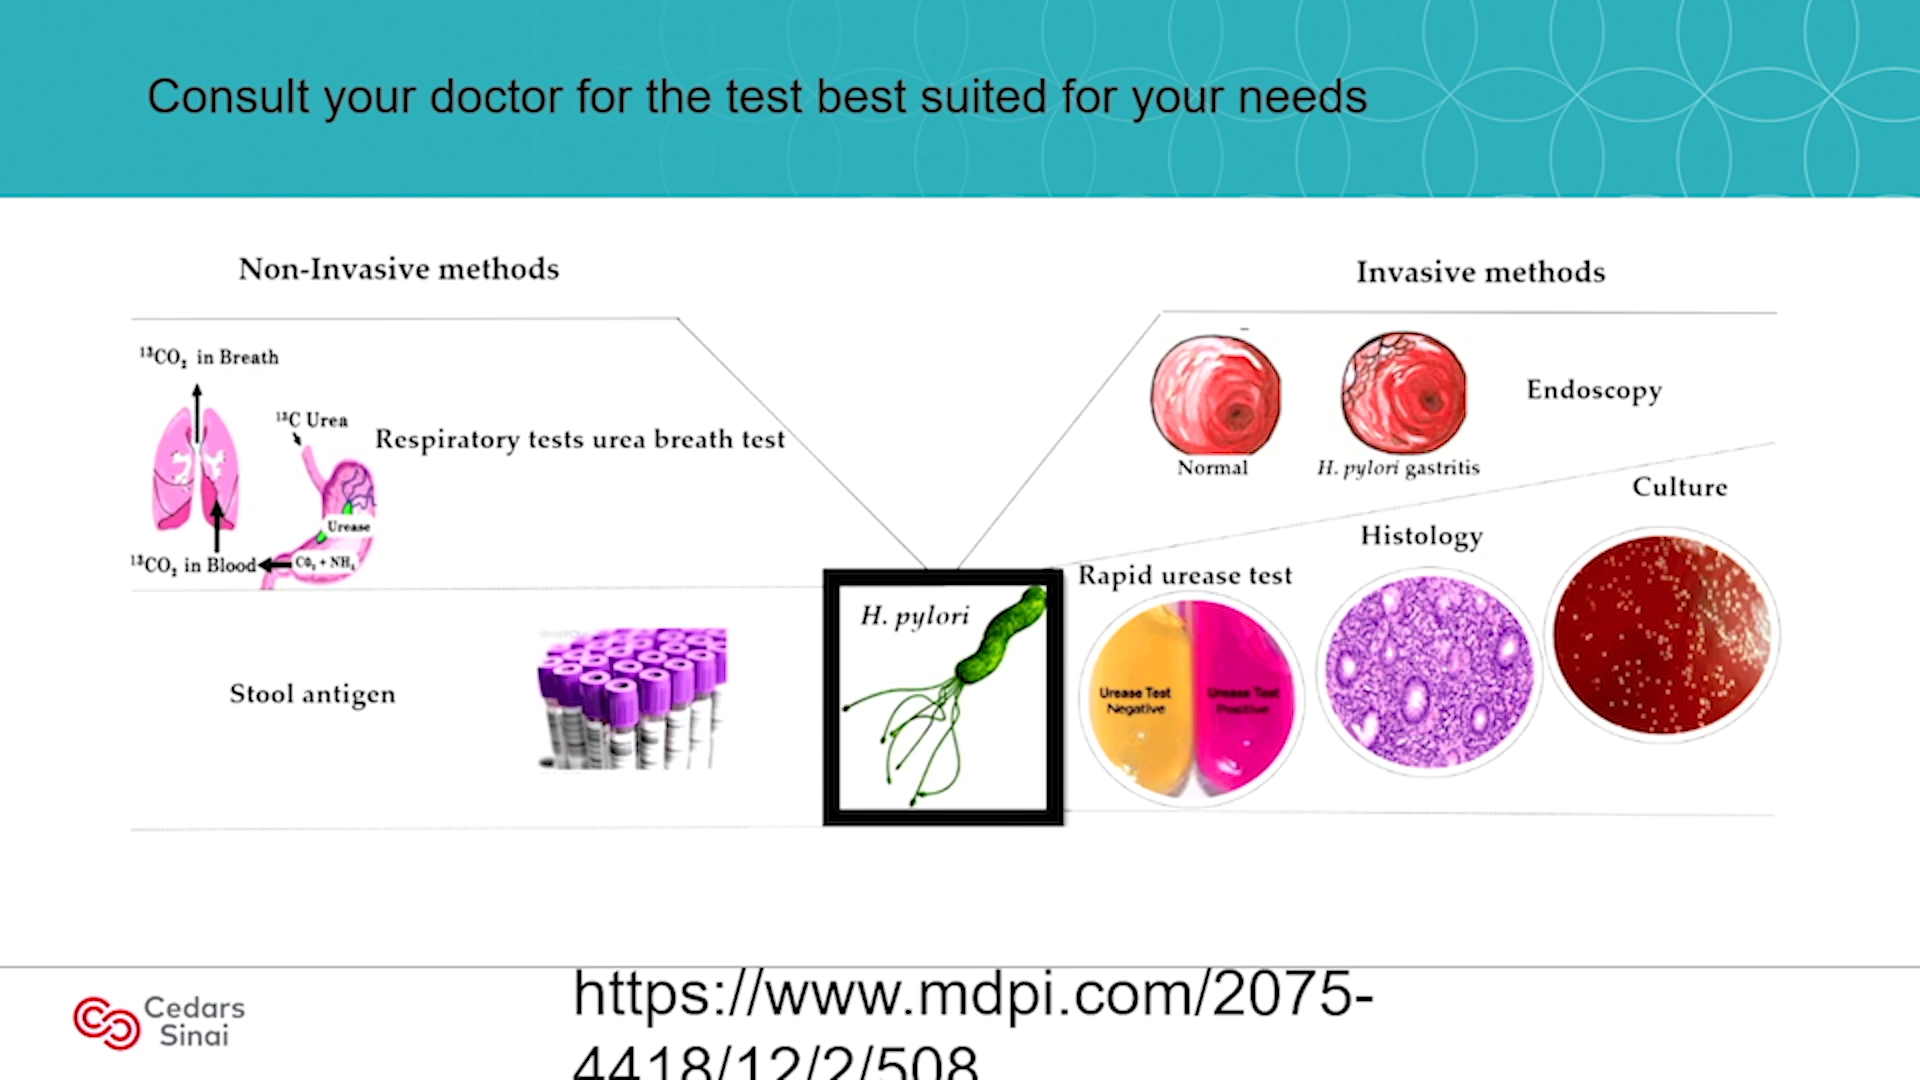 Consult your doctor for the test best suited for your needs
Non-Invasive methods
¹³CO₂ in Breath
¹³C Urea
Respiratory tests urea breath test
Urease
¹³CO₂ in Blood
CO₂ + NH₃
Stool antigen
H. pylori
Invasive methods
Normal
H. pylori gastritis
Endoscopy
Culture
Histology
Rapid urease test
Urease Test
Negative
Urease Test
Positive
Cedars
Sinai
https://www.mdpi.com/2075-
4418/12/2/508